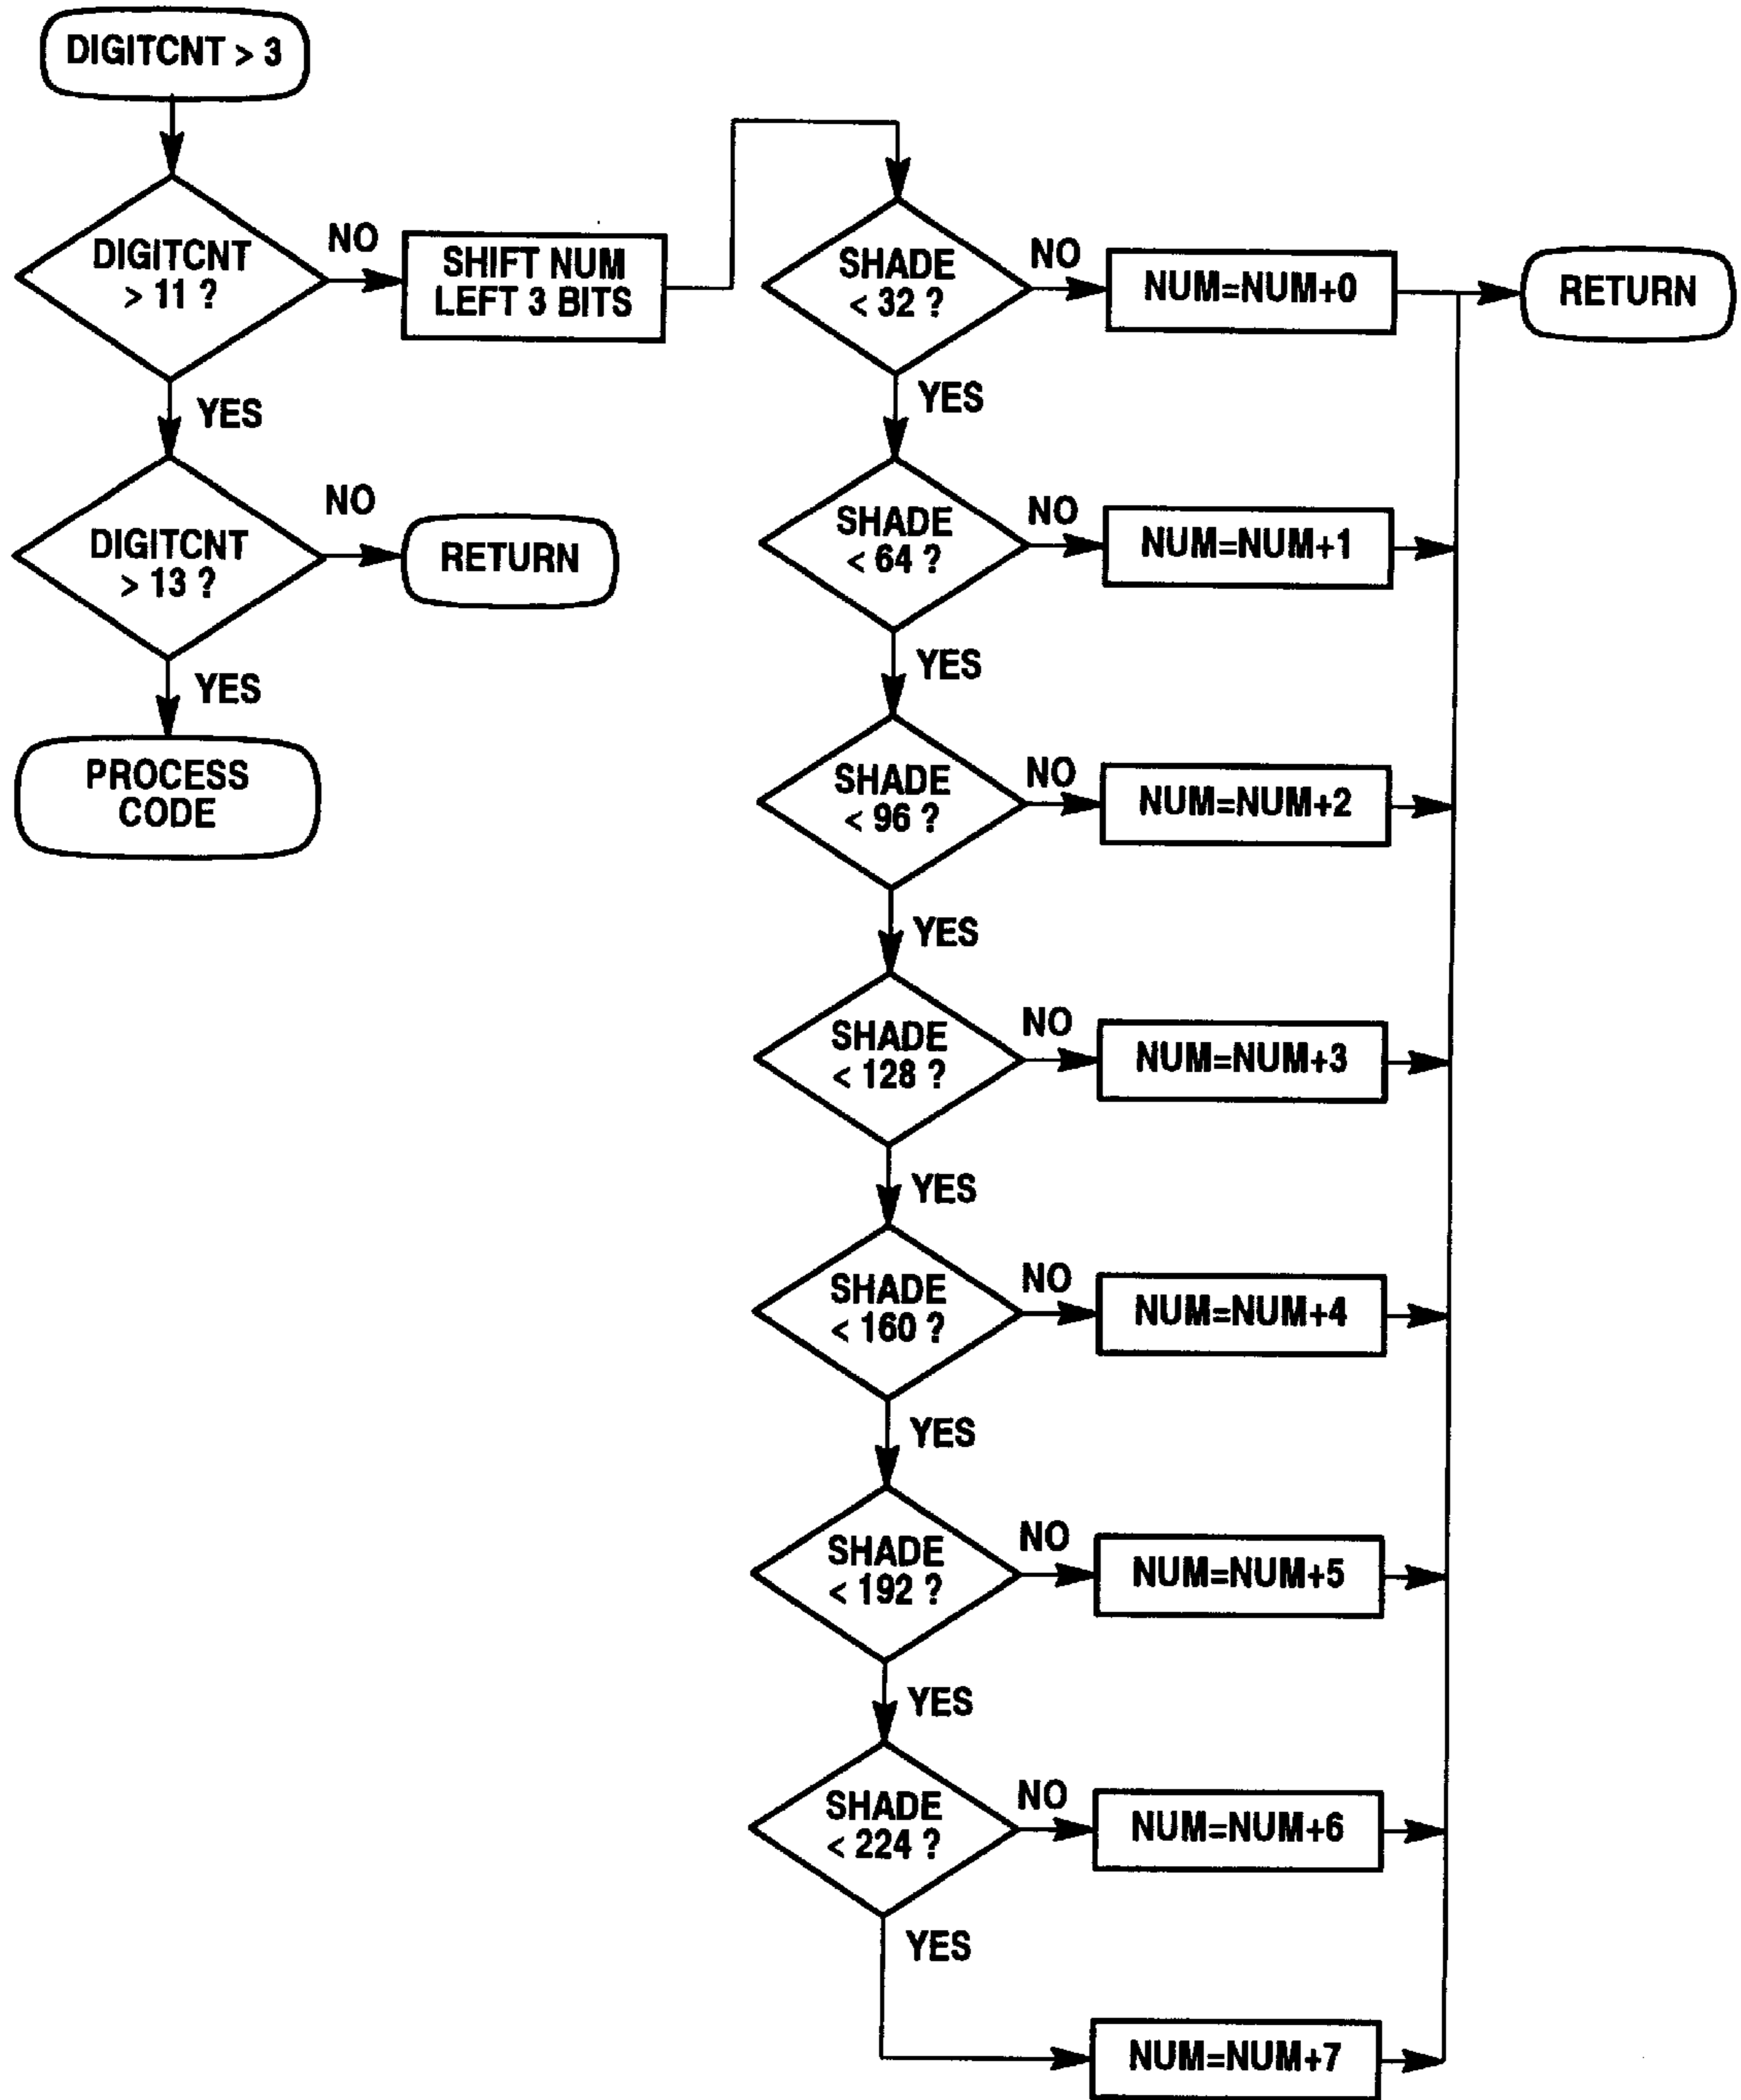 DIGITCNT > 3
DIGITCNT
> 11 ?
NO
SHIFT NUM
LEFT 3 BITS
YES
DIGITCNT
> 13 ?
NO
RETURN
YES
PROCESS
CODE
SHADE
< 32 ?
NO
NUM=NUM+0
RETURN
YES
SHADE
< 64 ?
NO
NUM=NUM+1
YES
SHADE
< 96 ?
NO
NUM=NUM+2
YES
SHADE
< 128 ?
NO
NUM=NUM+3
YES
SHADE
< 160 ?
NO
NUM=NUM+4
YES
SHADE
< 192 ?
NO
NUM=NUM+5
YES
SHADE
< 224 ?
NO
NUM=NUM+6
YES
NUM=NUM+7